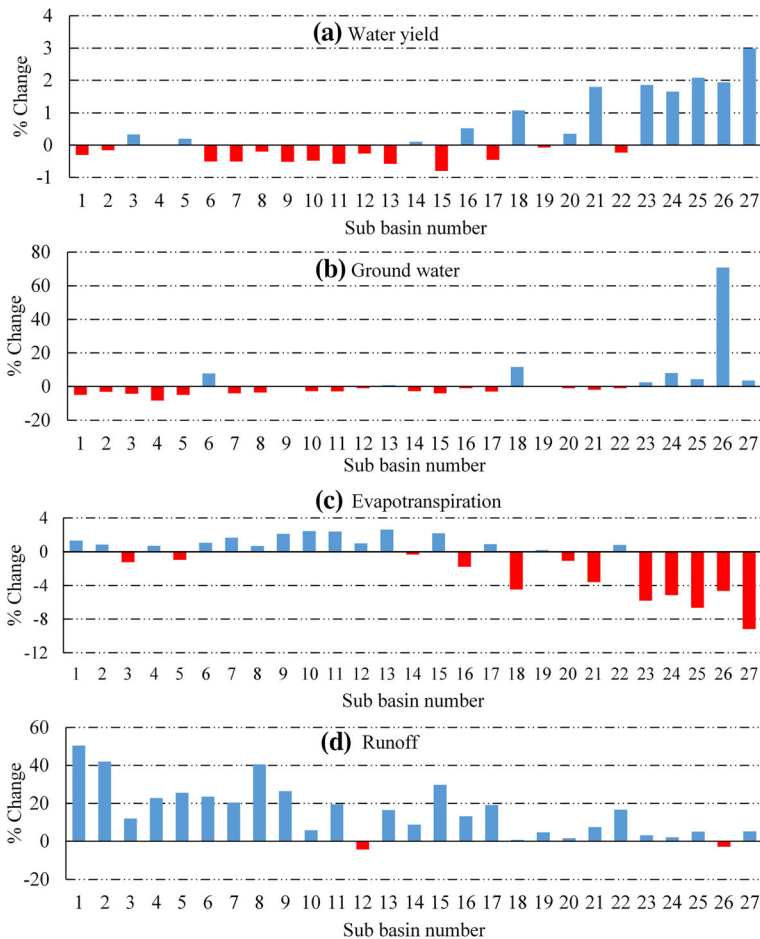 (a) Water yield
% Change
4
3
2
1
0
-1
1 2 3 4 5 6 7 8 9 10 11 12 13 14 15 16 17 18 19 20 21 22 23 24 25 26 27
Sub basin number
(b) Ground water
% Change
80
60
40
20
0
-20
1 2 3 4 5 6 7 8 9 10 11 12 13 14 15 16 17 18 19 20 21 22 23 24 25 26 27
Sub basin number
(c) Evapotranspiration
% Change
4
0
-4
-8
-12
1 2 3 4 5 6 7 8 9 10 11 12 13 14 15 16 17 18 19 20 21 22 23 24 25 26 27
Sub basin number
(d) Runoff
% Change
60
40
20
0
-20
1 2 3 4 5 6 7 8 9 10 11 12 13 14 15 16 17 18 19 20 21 22 23 24 25 26 27
Sub basin number